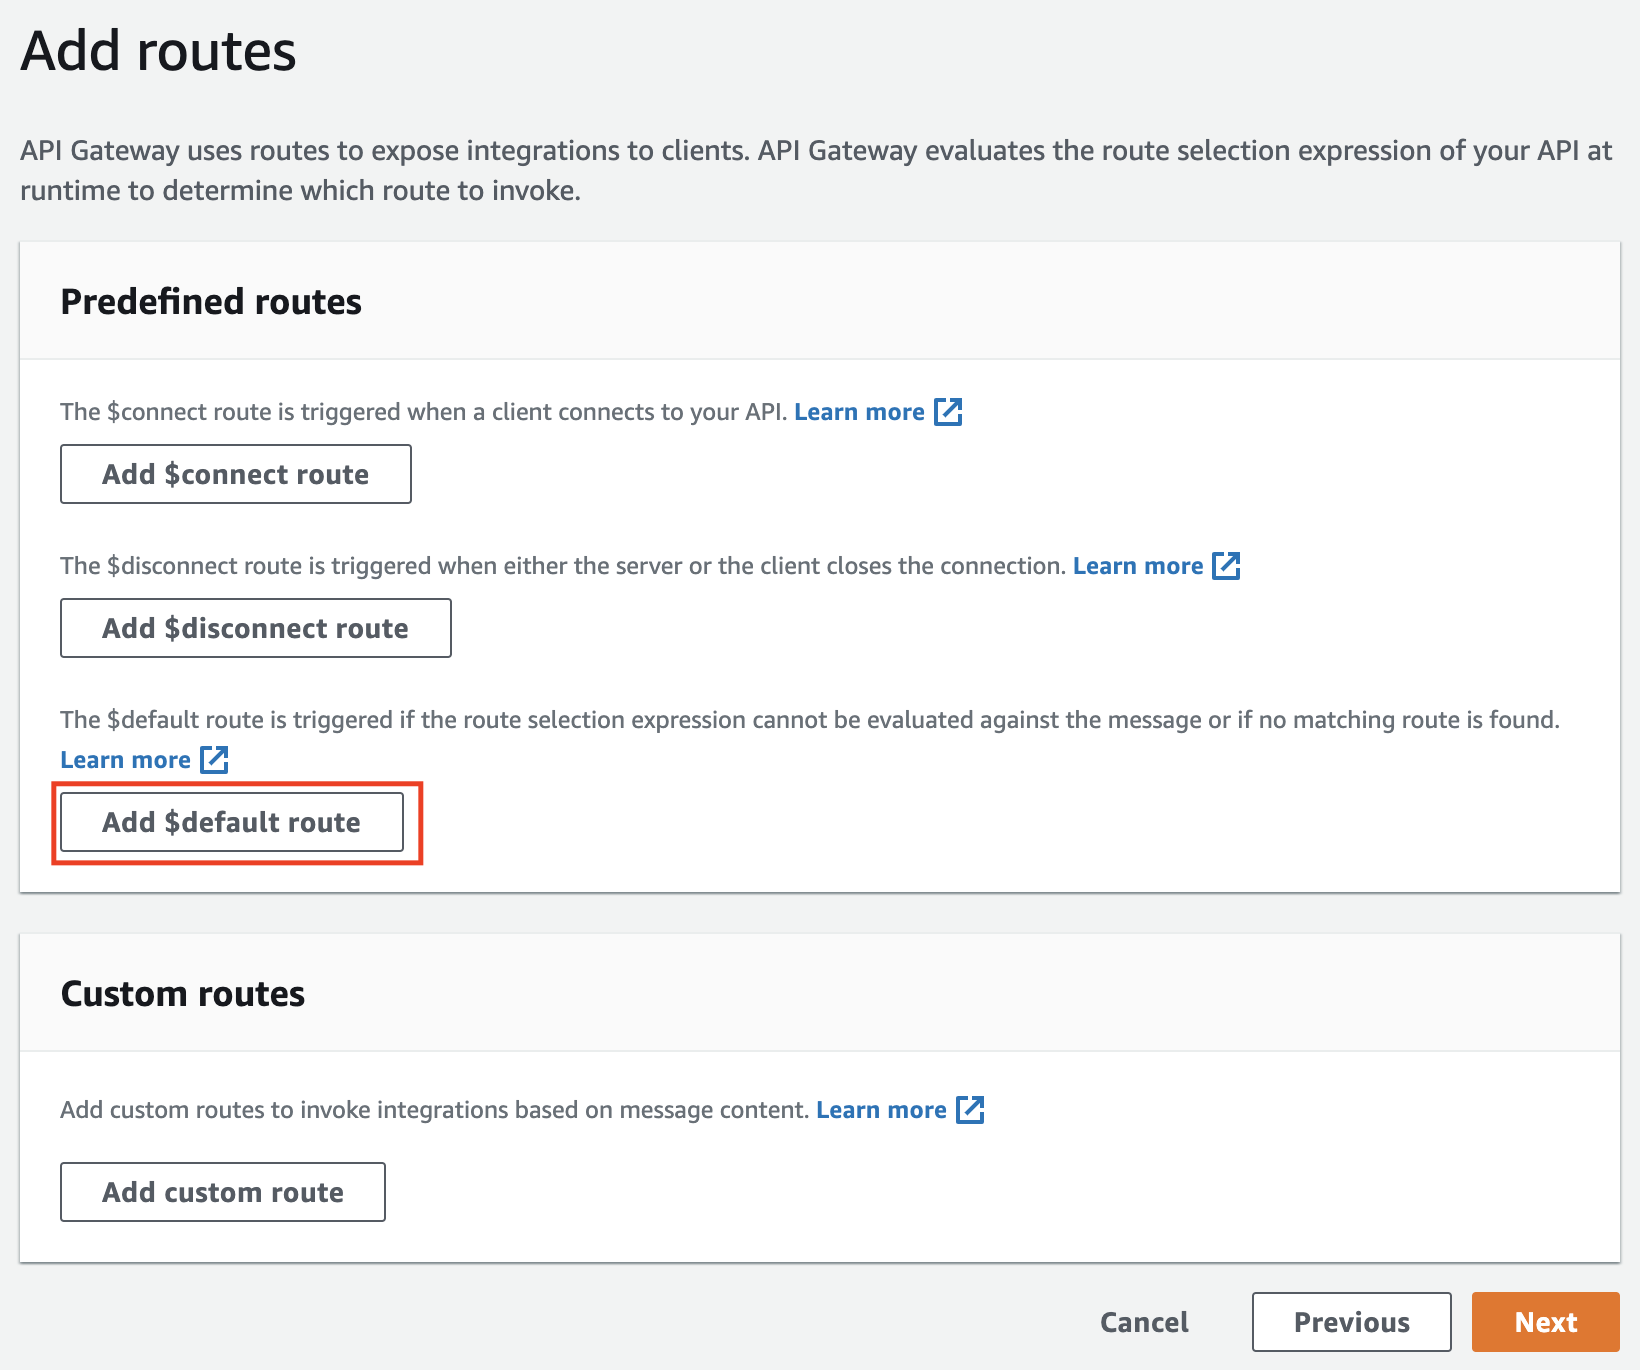 Add routes
API Gateway uses routes to expose integrations to clients. API Gateway evaluates the route selection expression of your API at
runtime to determine which route to invoke.
Predefined routes
The $connect route is triggered when a client connects to your API. Learn more
Add $connect route
The $disconnect route is triggered when either the server or the client closes the connection. Learn more
Add $disconnect route
The $default route is triggered if the route selection expression cannot be evaluated against the message or if no matching route is found.
Learn more
Add $default route
Custom routes
Add custom routes to invoke integrations based on message content. Learn more
Add custom route
Cancel Previous Next